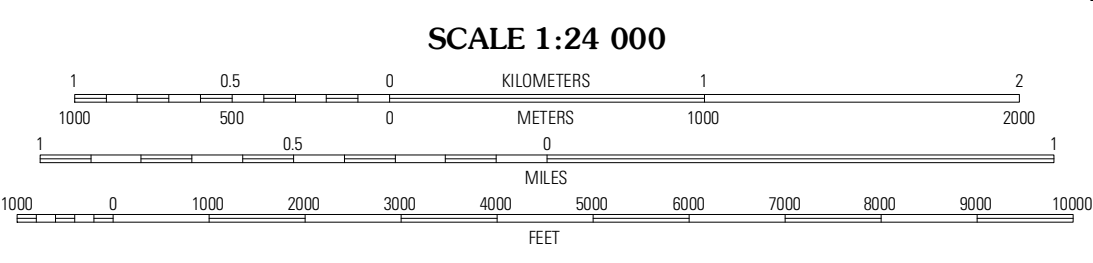 SCALE 1:24 000
1 0.5 0 KILOMETERS 1 2
1000 500 0 METERS 1000 2000
1 0.5 0 1
MILES
1000 0 1000 2000 3000 4000 5000 6000 7000 8000 9000 10000
FEET